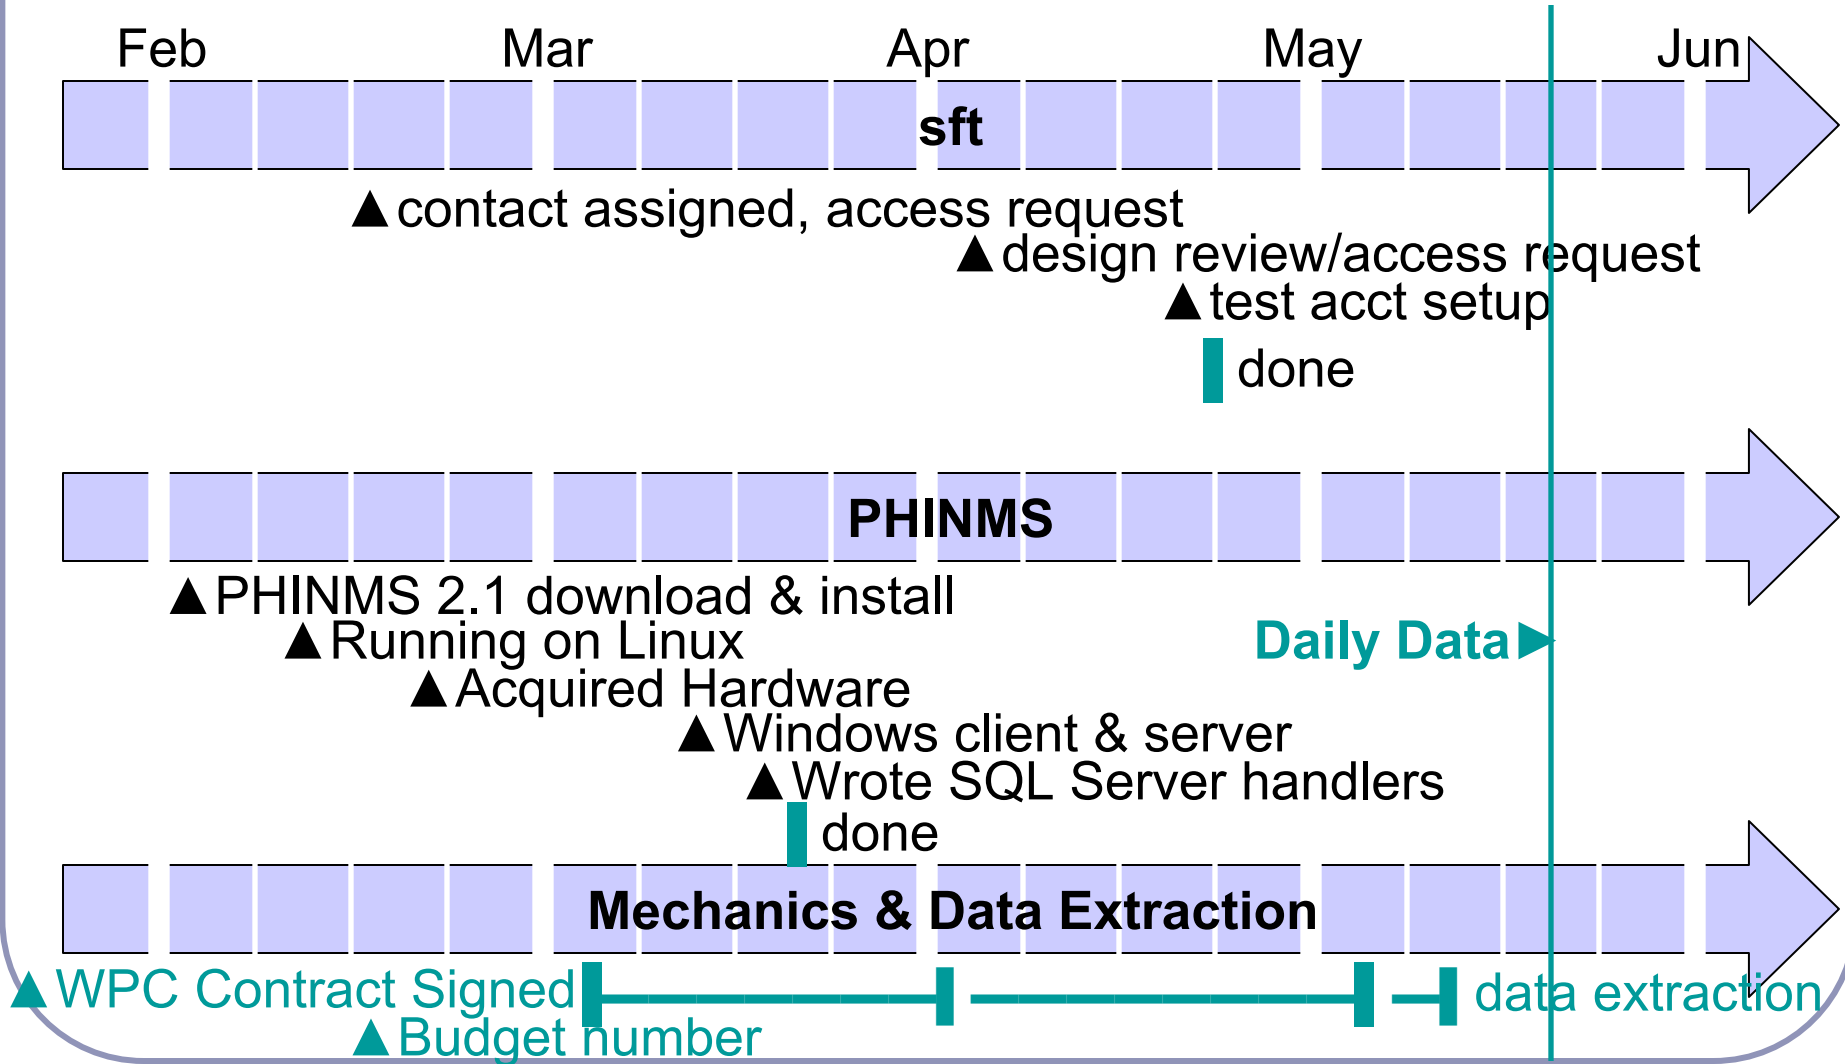 Feb Mar Apr May Jun
sft
▲contact assigned, access request
▲design review/access request
▲test acct setup
done
PHINMS
▲PHINMS 2.1 download & install
▲Running on Linux
Daily Data►
▲Acquired Hardware
▲Windows client & server
▲Wrote SQL Server handlers
done
Mechanics & Data Extraction
▲WPC Contract Signed
data extraction
▲Budget number